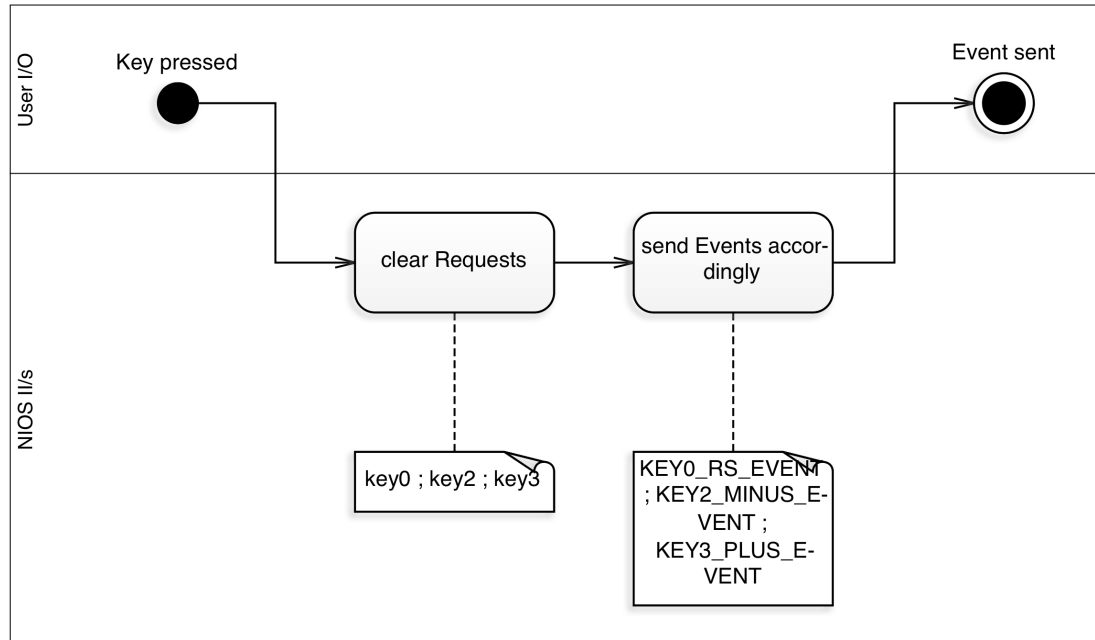 User I/O
Key pressed
Event sent
NIOS II/s
clear Requests
send Events accor-
dingly
key0 ; key2 ; key3
KEY0_RS_EVENT
; KEY2_MINUS_E-
VENT ;
KEY3_PLUS_E-
VENT